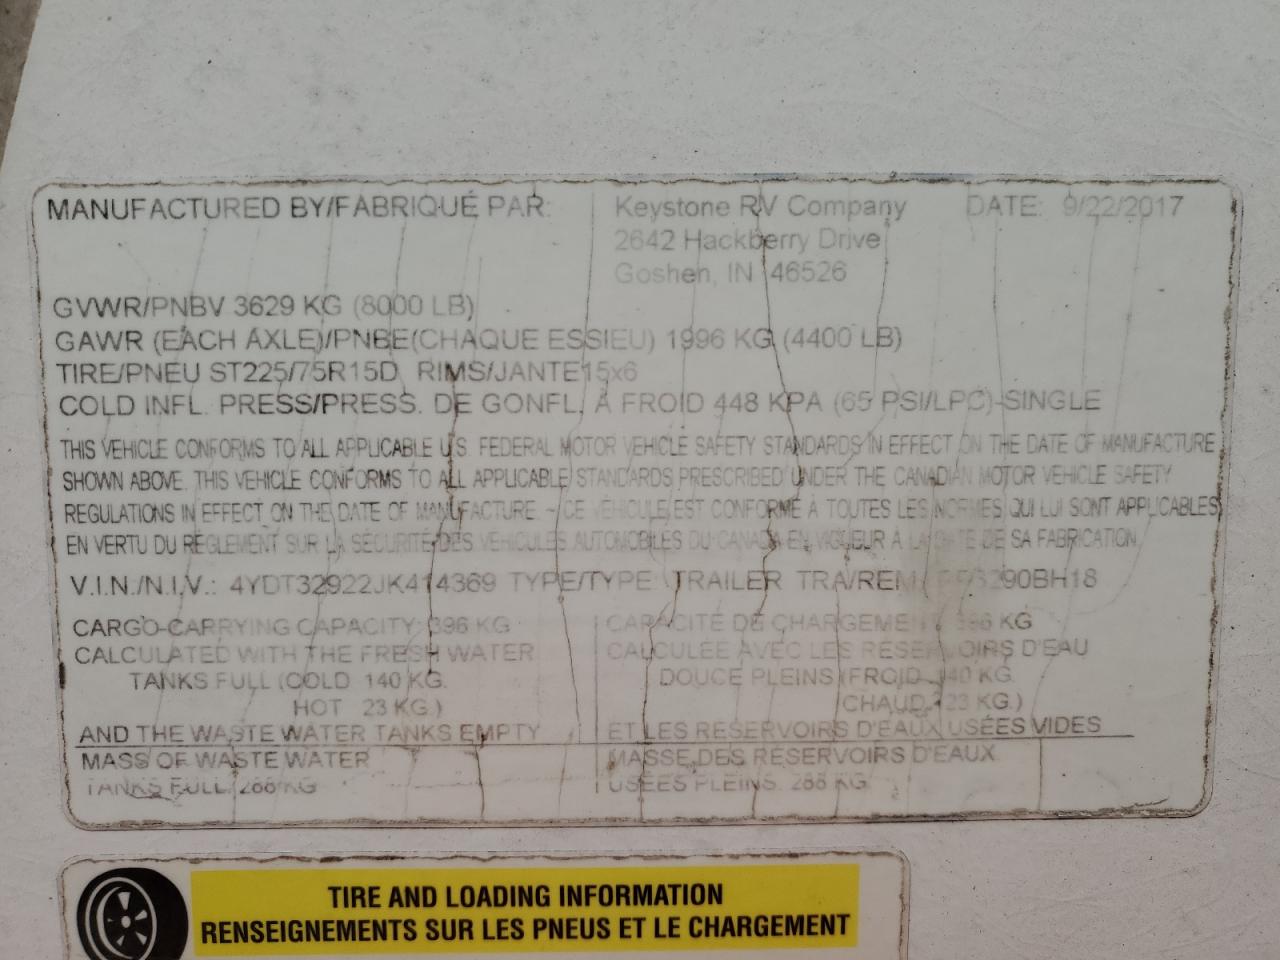 MANUFACTURED BY/FABRIQUÉ PAR: Keystone RV Company DATE: 9/22/2017
2642 Hackberry Drive
Goshen, IN 46526
GVWR/PNBV 3629 KG (8000 LB)
GAWR (EACH AXLE)/PNBE(CHAQUE ESSIEU) 1996 KG (4400 LB)
TIRE/PNEU ST225/75R15D RIMS/JANTE15x6
COLD INFL. PRESS/PRESS. DE GONFL. À FROID 448 KPA (65 PSI/LPC)-SINGLE
THIS VEHICLE CONFORMS TO ALL APPLICABLE U.S. FEDERAL MOTOR VEHICLE SAFETY STANDARDS IN EFFECT ON THE DATE OF MANUFACTURE
SHOWN ABOVE. THIS VEHICLE CONFORMS TO ALL APPLICABLE STANDARDS PRESCRIBED UNDER THE CANADIAN MOTOR VEHICLE SAFETY
REGULATIONS IN EFFECT ON THE DATE OF MANUFACTURE. - CE VÉHICULE EST CONFORME À TOUTES LES NORMES QUI LUI SONT APPLICABLES
EN VERTU DU RÈGLEMENT SUR LA SÉCURITÉ DES VÉHICULES AUTOMOBILES DU CANADA EN VIGUEUR À LA DATE DE SA FABRICATION.
V.I.N./N.I.V.: 4YDT32922JK414369 TYPE/TYPE TRAILER TRA/REM
CARGO-CARRYING CAPACITY: 396 KG
CALCULATED WITH THE FRESH WATER
TANKS FULL (COLD 140 KG.
HOT 23 KG.)
AND THE WASTE WATER TANKS EMPTY
MASS OF WASTE WATER
TANKS FULL: 288 KG
CAPACITÉ DE CHARGEMENT 396 KG
CALCULÉE AVEC LES RÉSERVOIRS D'EAU
DOUCE PLEINS (FROID 140 KG.
CHAUD 23 KG.)
ET LES RÉSERVOIRS D'EAUX USÉES VIDES
MASSE DES RÉSERVOIRS D'EAUX
USÉES PLEINS: 288 KG
TIRE AND LOADING INFORMATION
RENSEIGNEMENTS SUR LES PNEUS ET LE CHARGEMENT